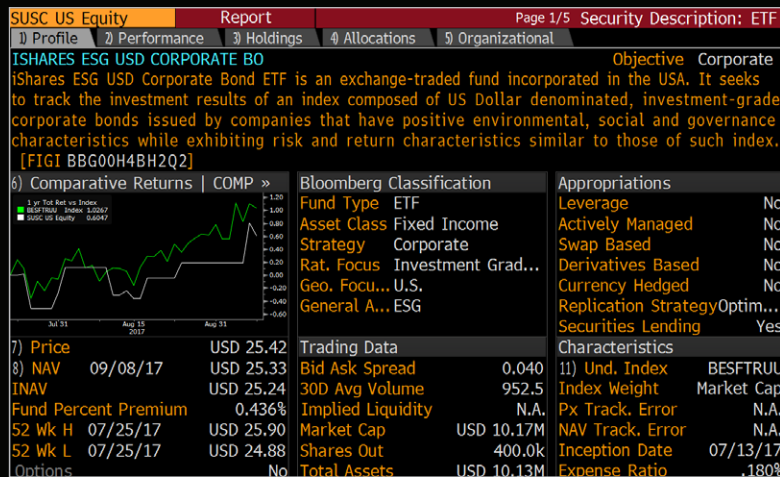 SUSC US Equity Report Page 1/5 Security Description: ETF
1) Profile 2) Performance 3) Holdings 4) Allocations 5) Organizational
ISHARES ESG USD CORPORATE BO Objective Corporate
iShares ESG USD Corporate Bond ETF is an exchange-traded fund incorporated in the USA. It seeks
to track the investment results of an index composed of US Dollar denominated, investment-grade
corporate bonds issued by companies that have positive environmental, social and governance
characteristics while exhibiting risk and return characteristics similar to those of such index.
[FIGI BBG00H4BH2Q2]
6) Comparative Returns | COMP »
1 yr Tot Ret vs Index
BESFTRUU Index 1.0267
SUSC US Equity 0.6047
1.20
1.00
0.80
0.60
0.40
0.20
0.00
-0.20
-0.40
-0.60
Jul 31 Aug 15 Aug 31
2017
Bloomberg Classification
Fund Type ETF
Asset Class Fixed Income
Strategy Corporate
Rat. Focus Investment Grad...
Geo. Focu... U.S.
General A... ESG
Appropriations
Leverage No
Actively Managed No
Swap Based No
Derivatives Based No
Currency Hedged No
Replication StrategyOptim...
Securities Lending Yes
7) Price USD 25.42
8) NAV 09/08/17 USD 25.33
INAV USD 25.24
Fund Percent Premium 0.436%
52 Wk H 07/25/17 USD 25.90
52 Wk L 07/25/17 USD 24.88
Options No
Trading Data
Bid Ask Spread 0.040
30D Avg Volume 952.5
Implied Liquidity N.A.
Market Cap USD 10.17M
Shares Out 400.0k
Total Assets USD 10.13M
Characteristics
11) Und. Index BESFTRUU
Index Weight Market Cap
Px Track. Error N.A.
NAV Track. Error N.A.
Inception Date 07/13/17
Expense Ratio .180%